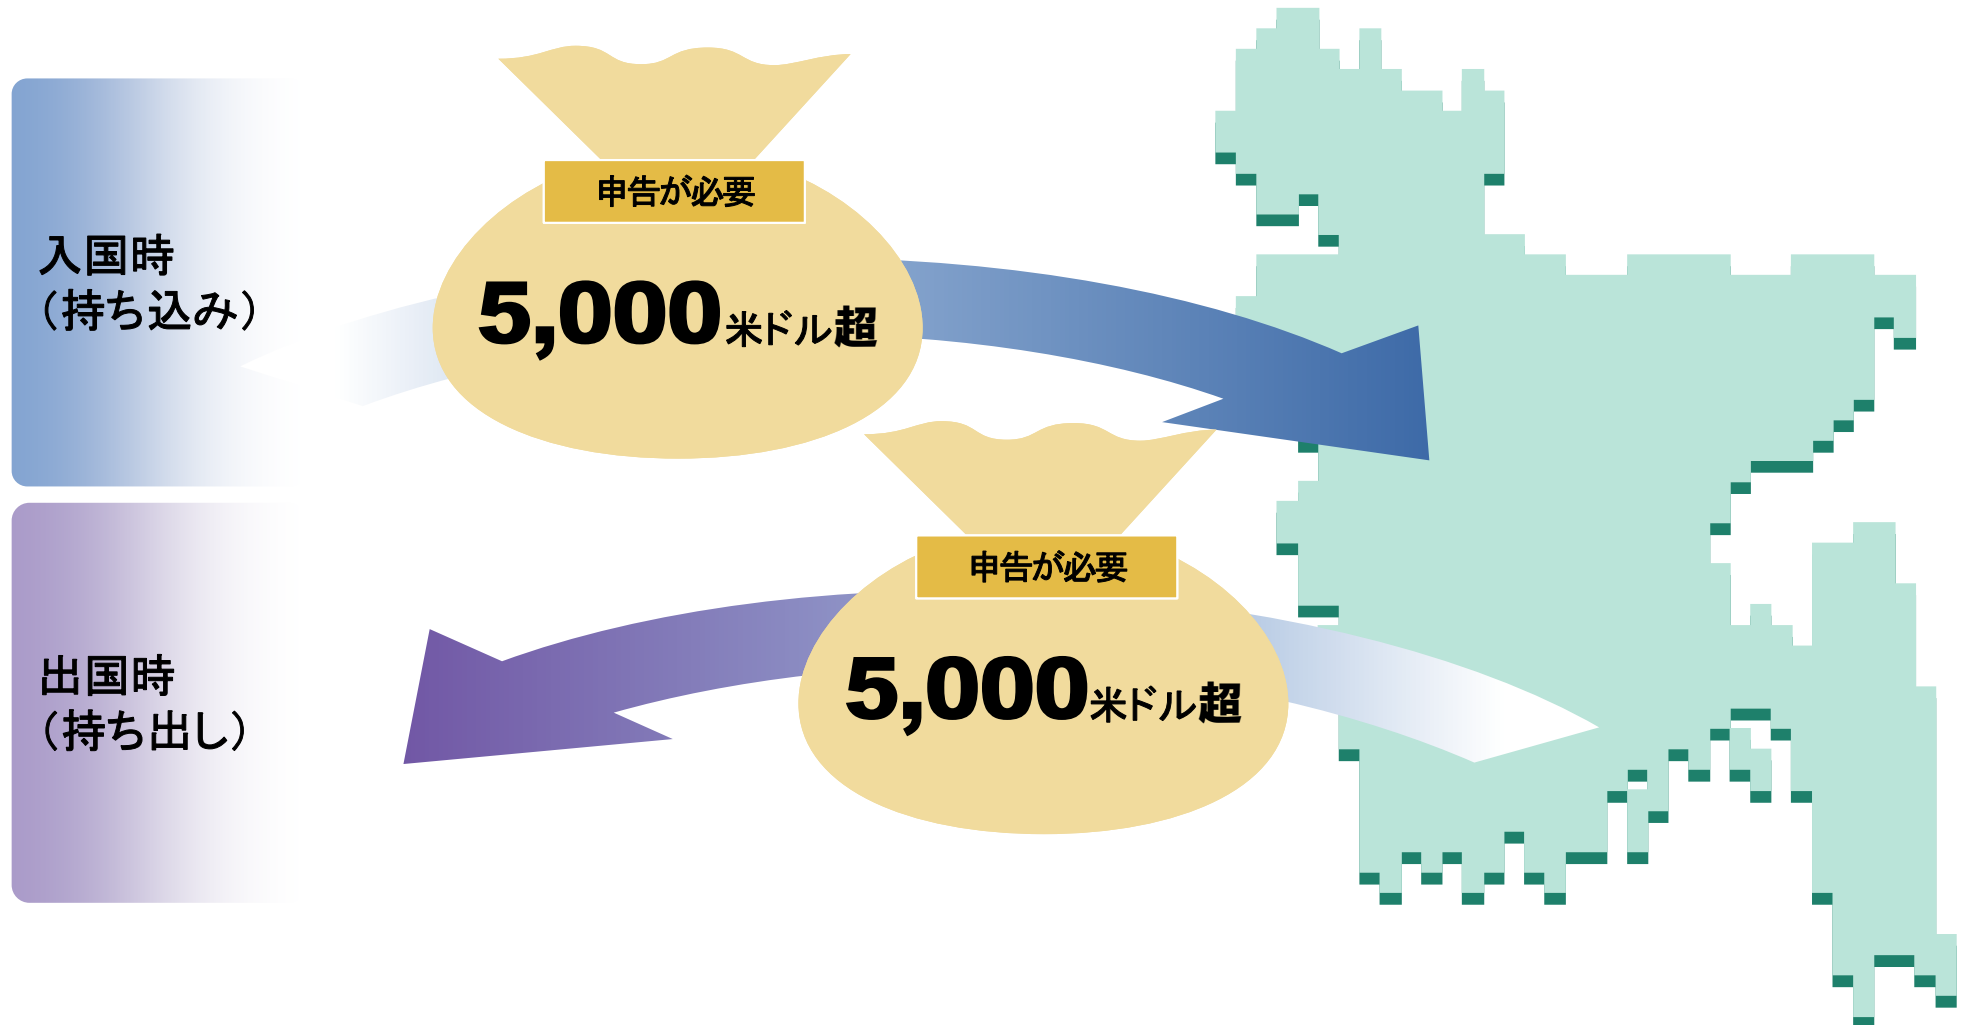 入国時
（持ち込み）
申告が必要
5,000米ドル超
出国時
（持ち出し）
申告が必要
5,000米ドル超